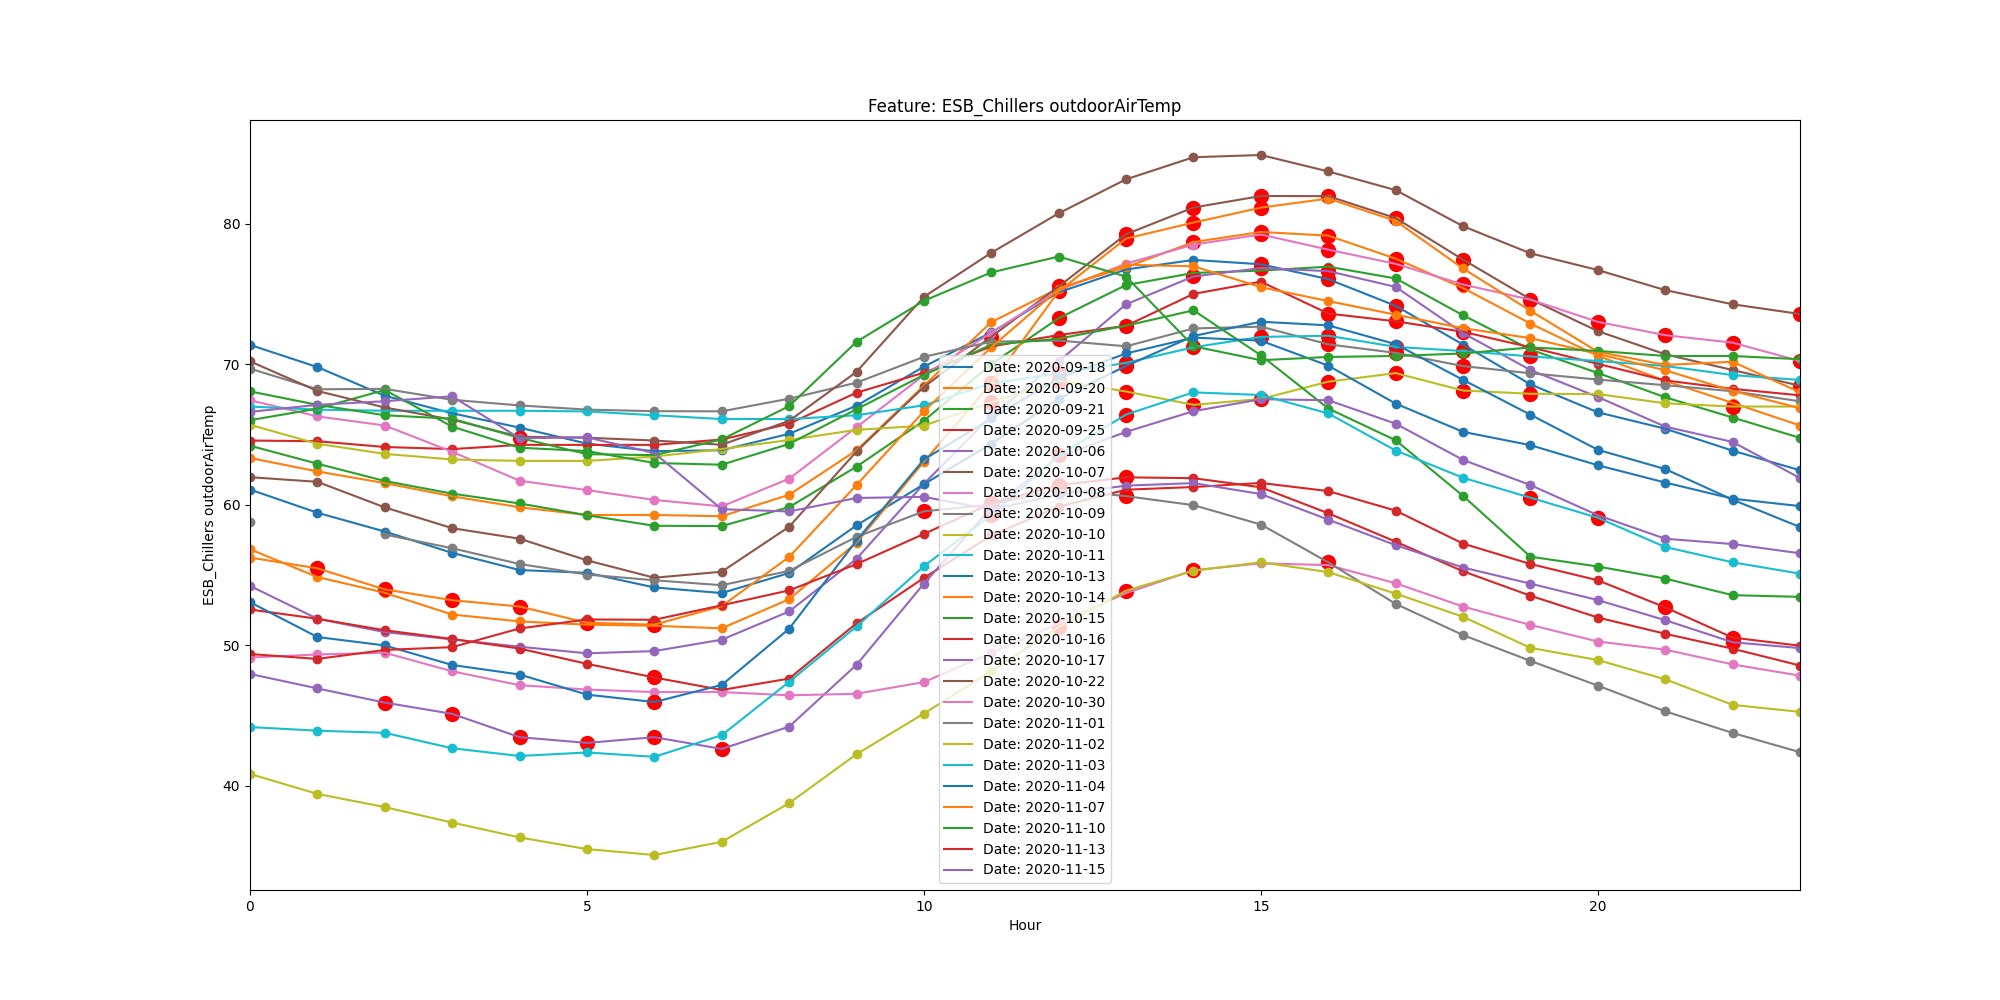 Feature: ESB_Chillers outdoorAirTemp
ESB_Chillers outdoorAirTemp
80
70
60
50
40
Date: 2020-09-18
Date: 2020-09-20
Date: 2020-09-21
Date: 2020-09-25
Date: 2020-10-06
Date: 2020-10-07
Date: 2020-10-08
Date: 2020-10-09
Date: 2020-10-10
Date: 2020-10-11
Date: 2020-10-13
Date: 2020-10-14
Date: 2020-10-15
Date: 2020-10-16
Date: 2020-10-17
Date: 2020-10-22
Date: 2020-10-30
Date: 2020-11-01
Date: 2020-11-02
Date: 2020-11-03
Date: 2020-11-04
Date: 2020-11-07
Date: 2020-11-10
Date: 2020-11-13
Date: 2020-11-15
0 5 10 15 20
Hour